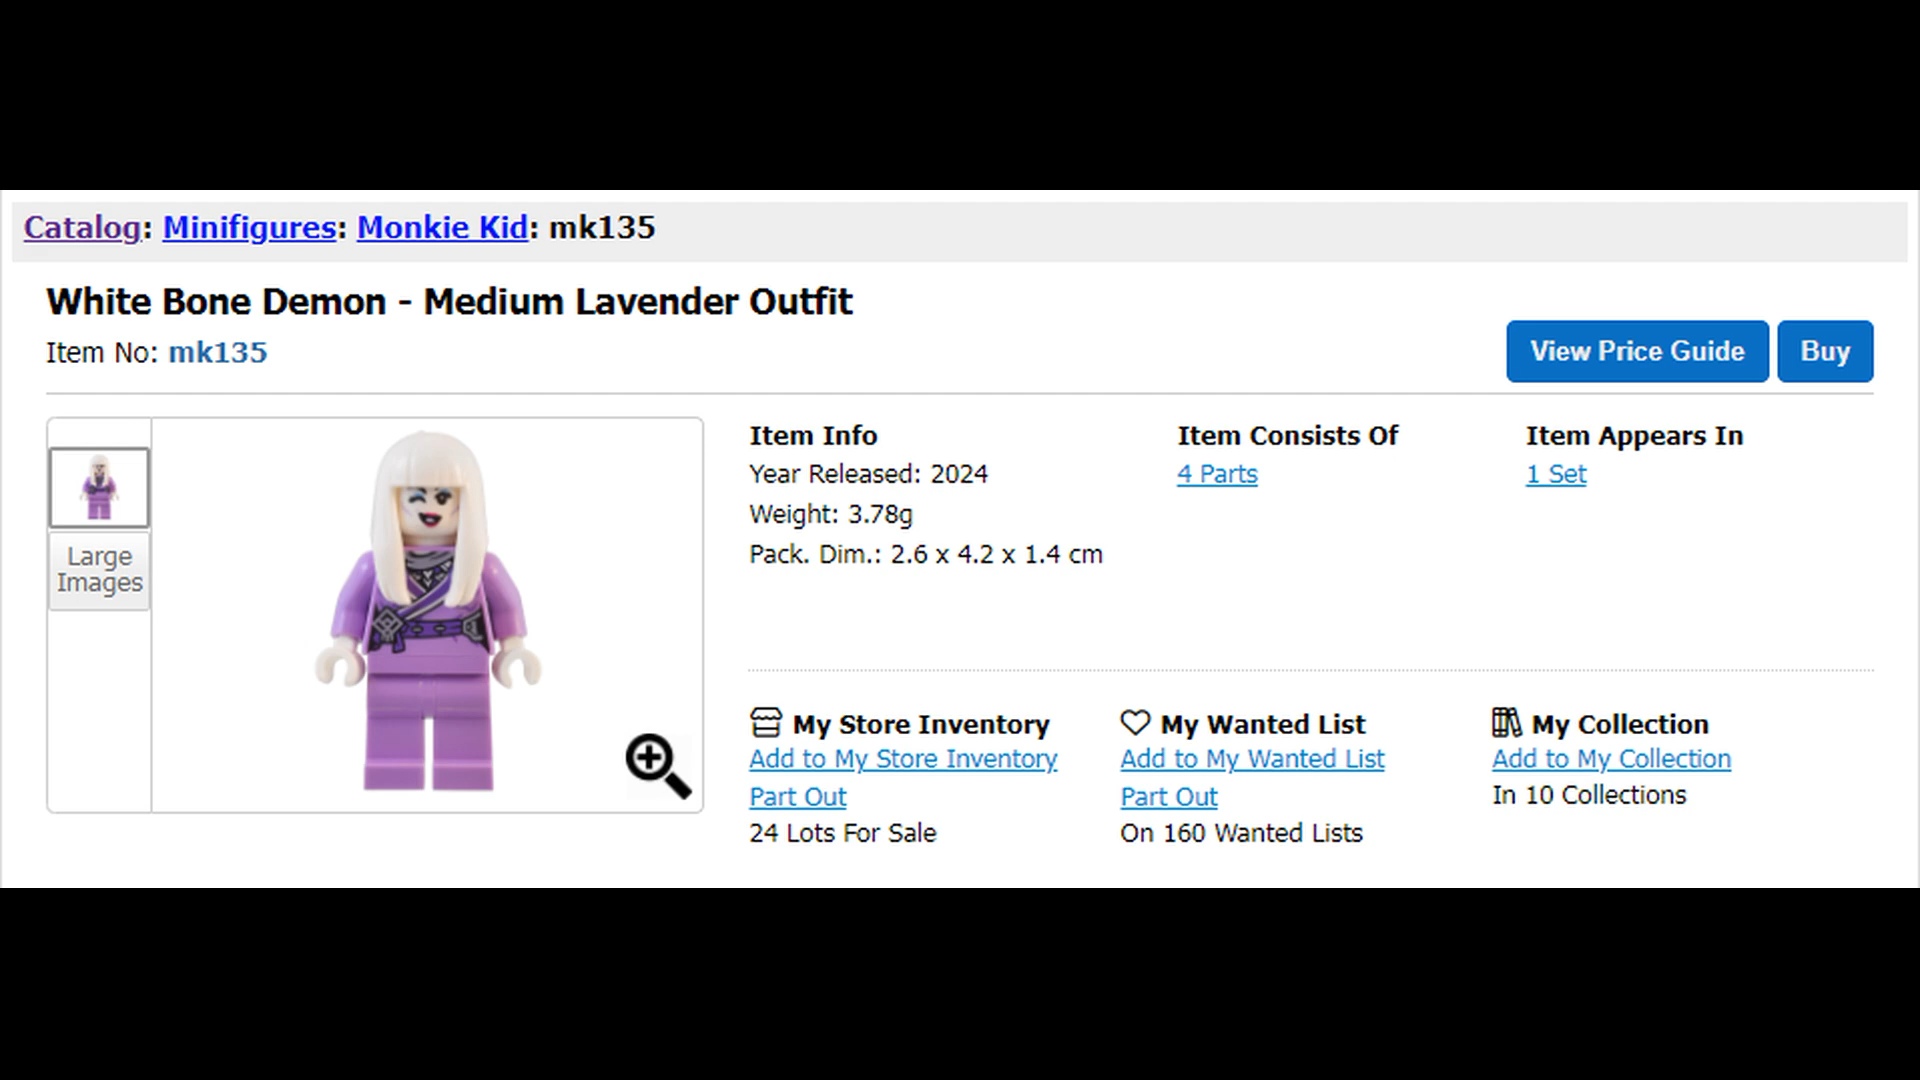 Catalog: Minifigures: Monkie Kid: mk135
White Bone Demon - Medium Lavender Outfit
Item No: mk135
View Price Guide
Buy
Large
Images
Item Info
Year Released: 2024
Weight: 3.78g
Pack. Dim.: 2.6 x 4.2 x 1.4 cm
Item Consists Of
4 Parts
Item Appears In
1 Set
My Store Inventory
Add to My Store Inventory
Part Out
24 Lots For Sale
My Wanted List
Add to My Wanted List
Part Out
On 160 Wanted Lists
My Collection
Add to My Collection
In 10 Collections